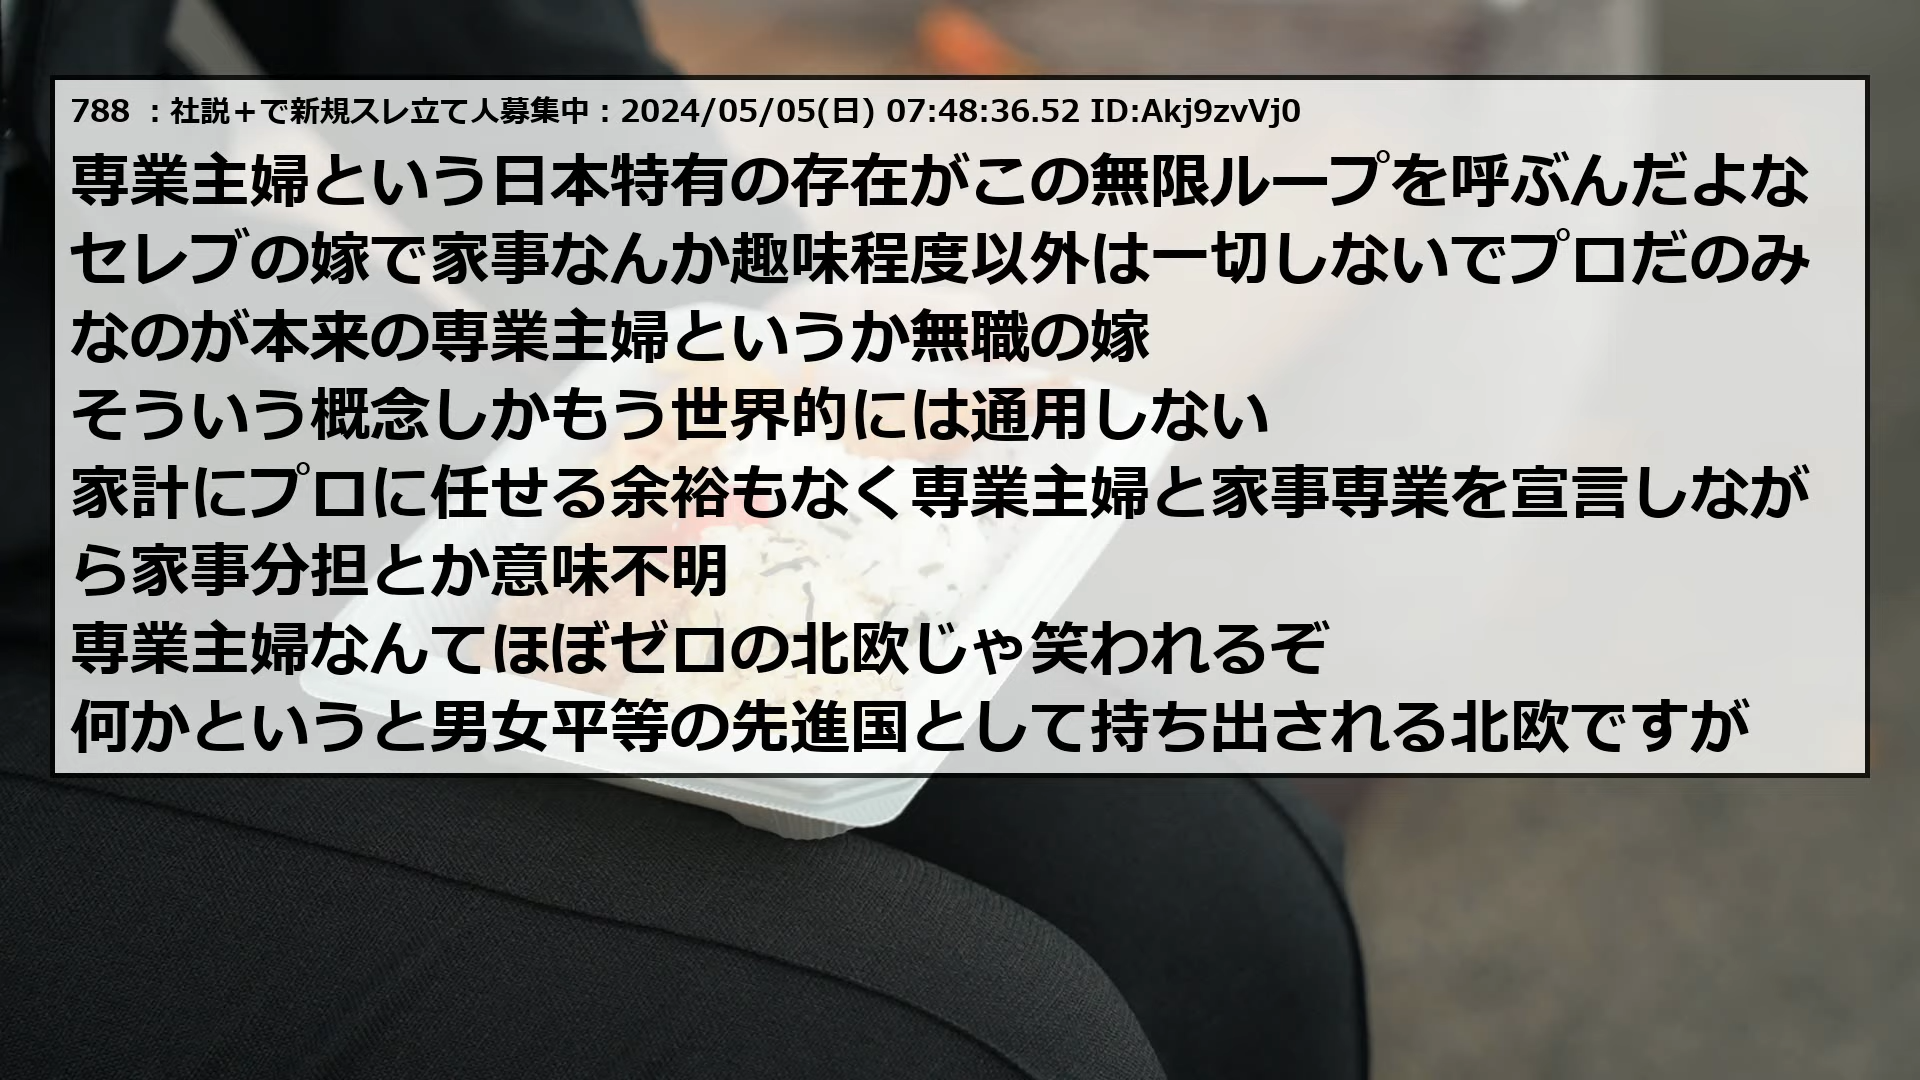 788 ：社説＋で新規スレ立て人募集中：2024/05/05(日) 07:48:36.52 ID:Akj9zvVj0
専業主婦という日本特有の存在がこの無限ループを呼ぶんだよな
セレブの嫁で家事なんか趣味程度以外は一切しないでプロだのみ
なのが本来の専業主婦というか無職の嫁
そういう概念しかもう世界的には通用しない
家計にプロに任せる余裕もなく専業主婦と家事専業を宣言しなが
ら家事分担とか意味不明
専業主婦なんてほぼゼロの北欧じゃ笑われるぞ
何かというと男女平等の先進国として持ち出される北欧ですが